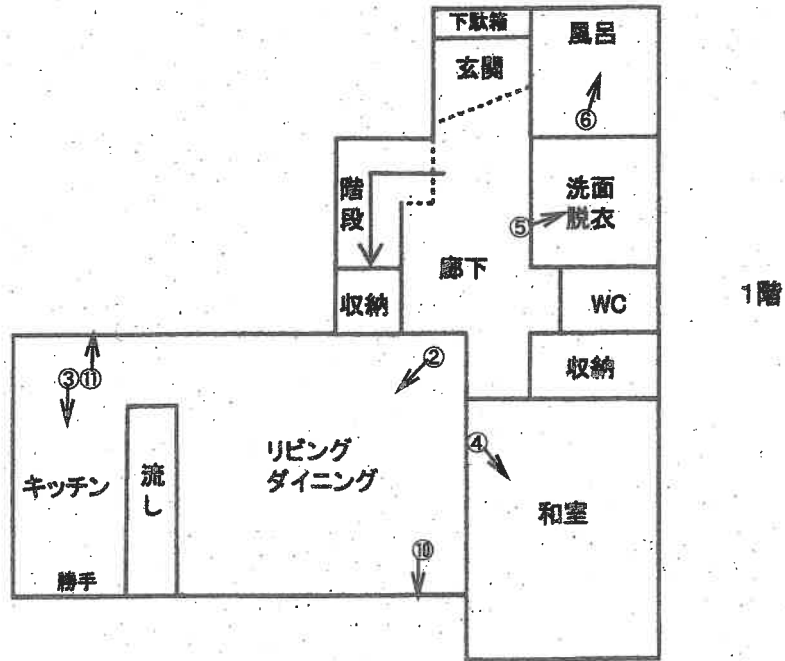 下駄箱
風呂
玄関
⑥
階段
洗面
脱衣
⑤
廊下
1階
収納
WC
②
収納
③⑪
④
リビング
ダイニング
キッチン
流し
和室
⑩
勝手